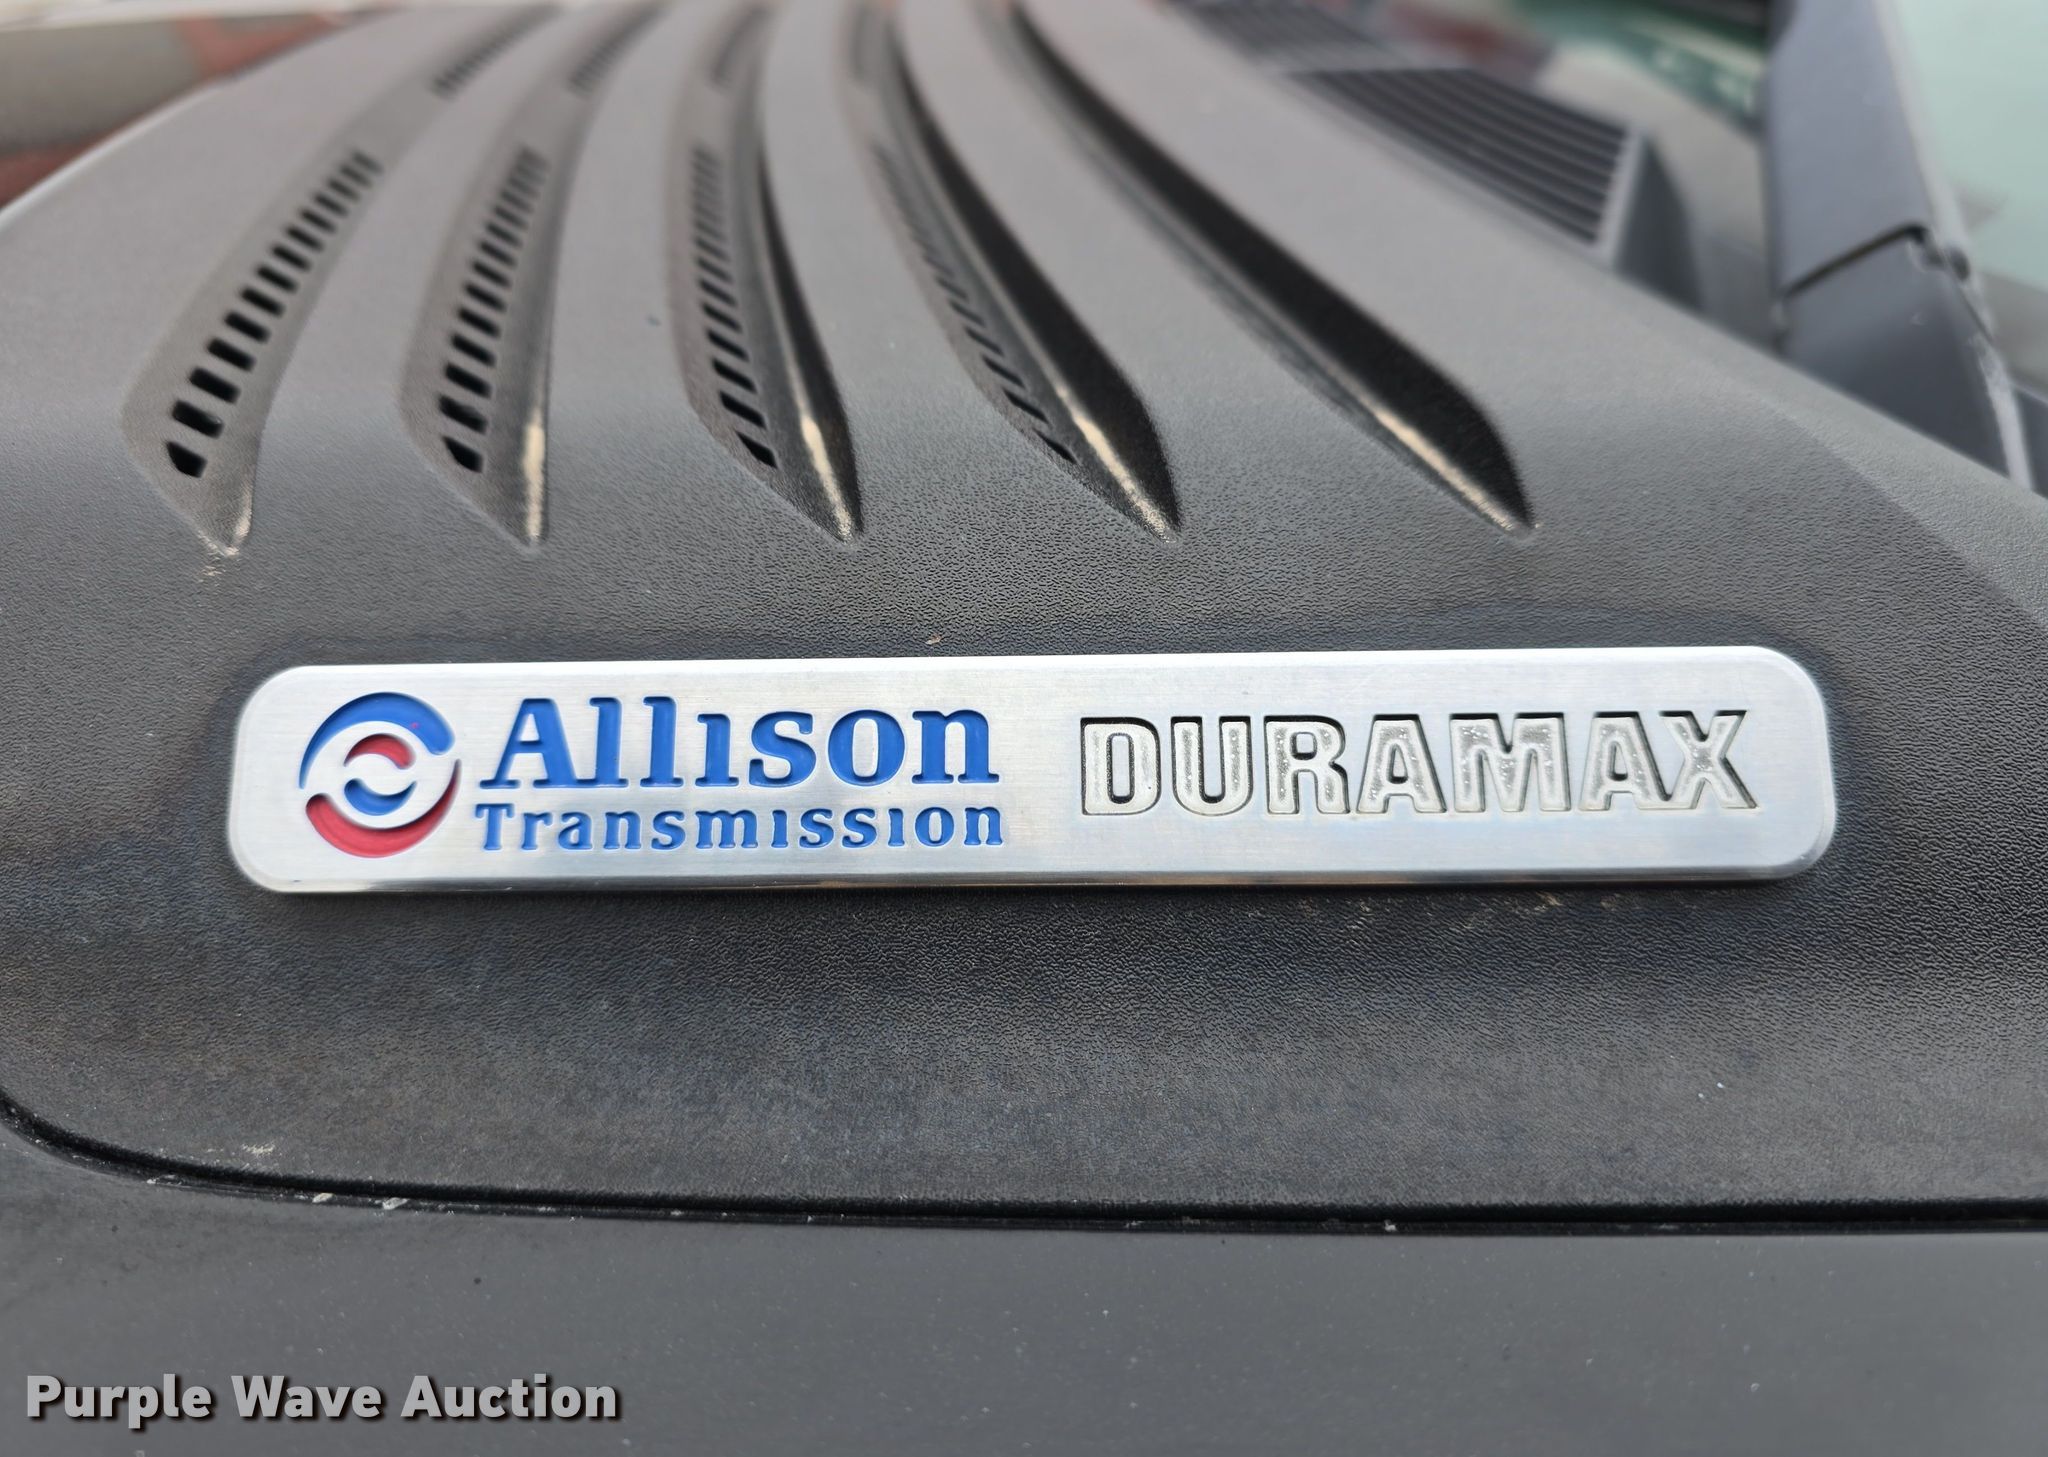 Allison DURAMAX
Transmission
Purple Wave Auction